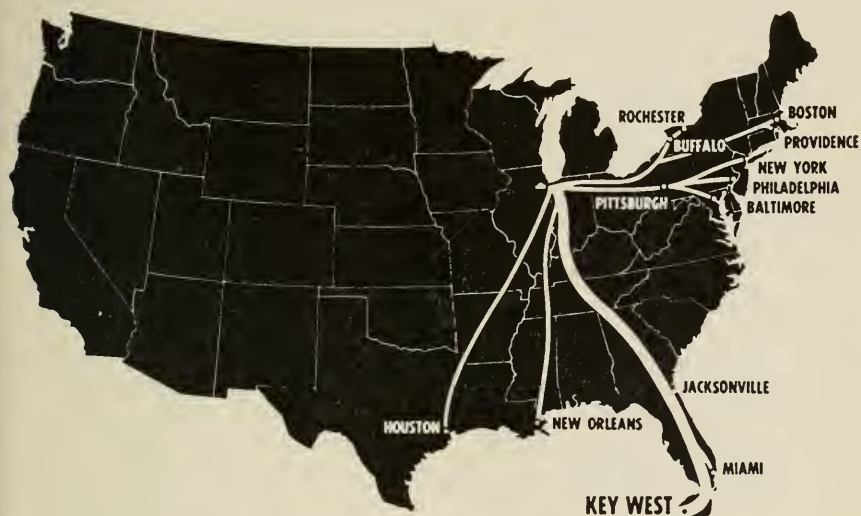 ROCHESTER
BOSTON
BUFFALO
PROVIDENCE
NEW YORK
PITTSBURGH
PHILADELPHIA
BALTIMORE
JACKSONVILLE
HOUSTON
NEW ORLEANS
MIAMI
KEY WEST